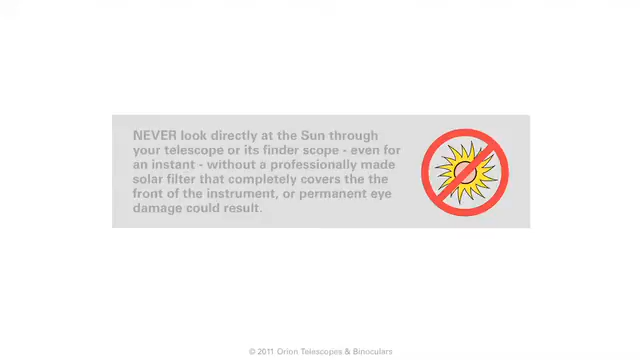 NEVER look directly at the Sun through
your telescope or its finder scope - even for
an instant - without a professionally made
solar filter that completely covers the the
front of the instrument, or permanent eye
damage could result.
© 2011 Orion Telescopes & Binoculars